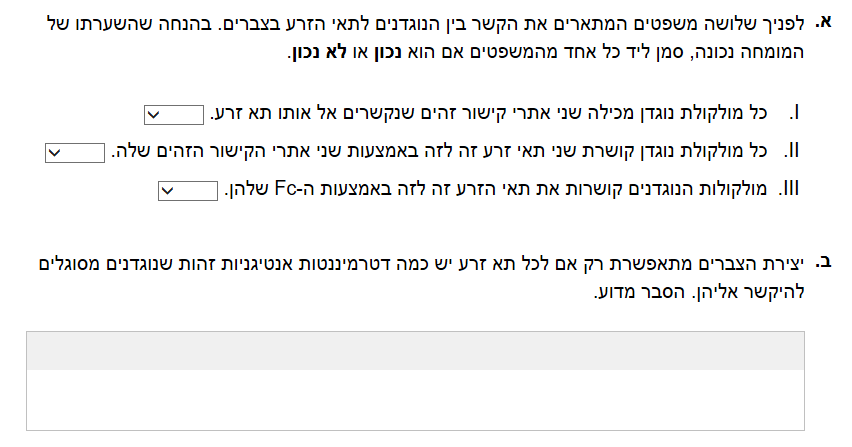 א. לפניך שלושה משפטים המתארים את הקשר בין הנוגדנים לתאי הזרע בצברים. בהנחה שהשערתו של
המומחה נכונה, סמן ליד כל אחד מהמשפטים אם הוא נכון או לא נכון.
I. כל מולקולת נוגדן מכילה שני אתרי קישור זהים שנקשרים אל אותו תא זרע.
II. כל מולקולת נוגדן קושרת שני תאי זרע זה לזה באמצעות שני אתרי הקישור הזהים שלה.
III. מולקולות הנוגדנים קושרות את תאי הזרע זה לזה באמצעות ה-Fc שלהן.
ב. יצירת הצברים מתאפשרת רק אם לכל תא זרע יש כמה דטרמיננטות אנטיגניות זהות שנוגדנים מסוגלים
להיקשר אליהן. הסבר מדוע.